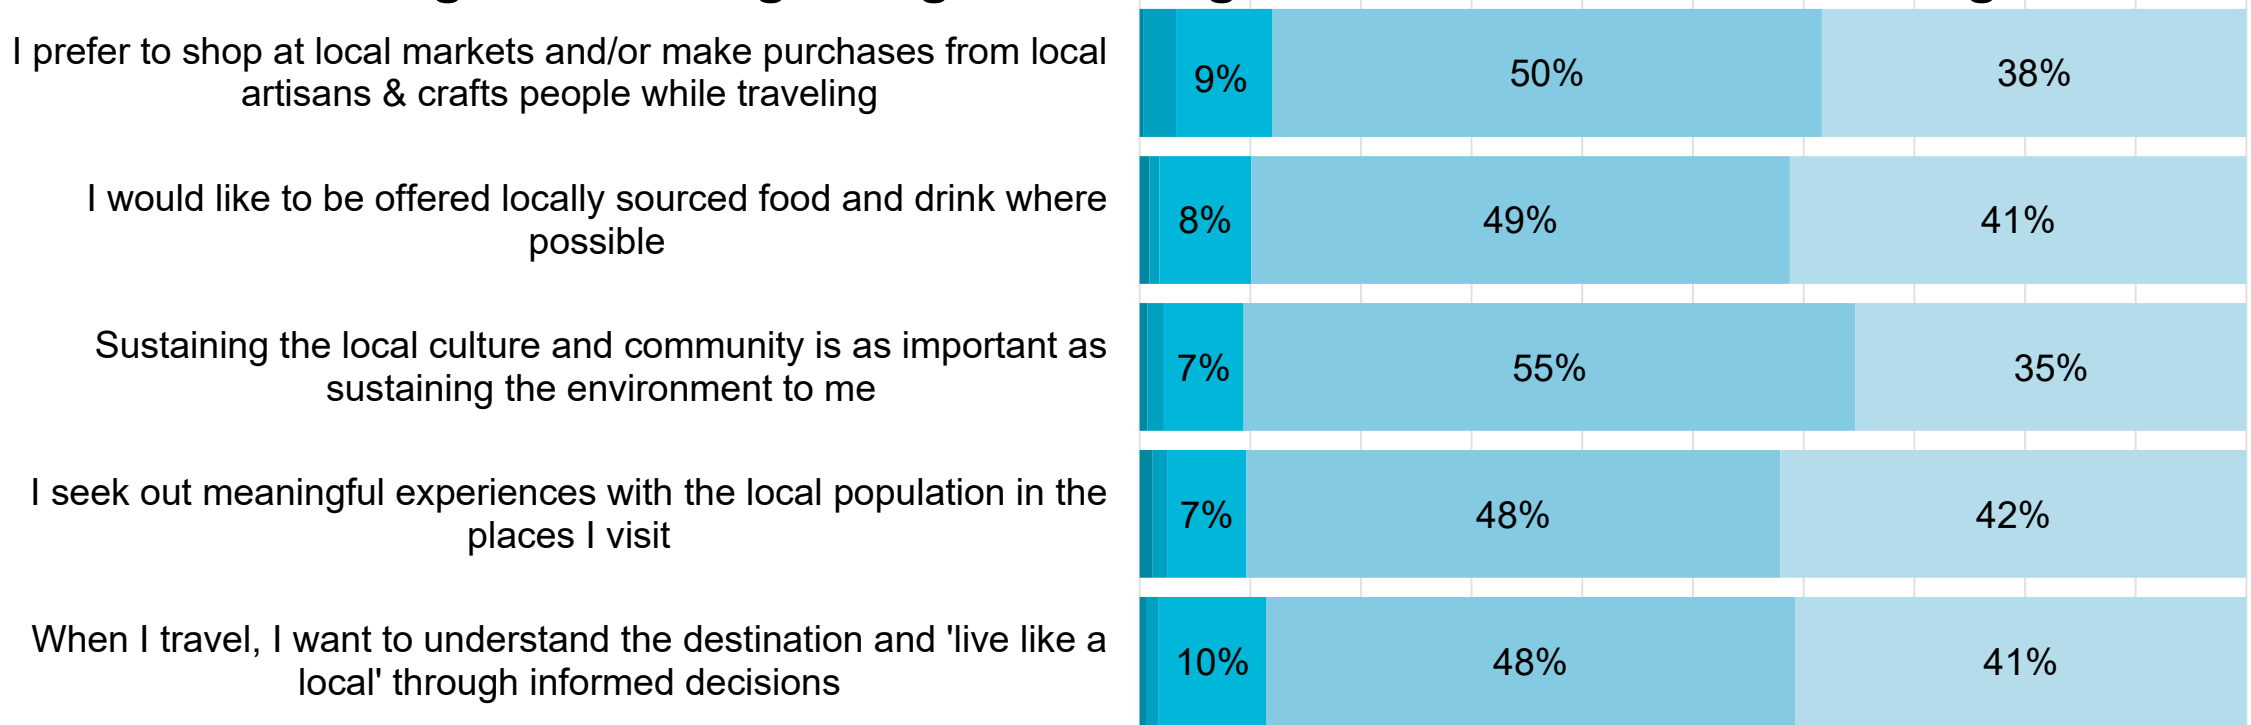 I prefer to shop at local markets and/or make purchases from local
artisans & crafts people while traveling
9% 50% 38%
I would like to be offered locally sourced food and drink where
possible
8% 49% 41%
Sustaining the local culture and community is as important as
sustaining the environment to me
7% 55% 35%
I seek out meaningful experiences with the local population in the
places I visit
7% 48% 42%
When I travel, I want to understand the destination and 'live like a
local' through informed decisions
10% 48% 41%